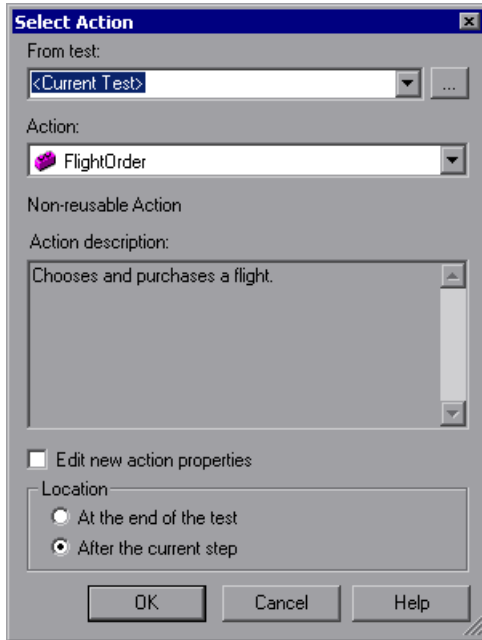 Select Action
From test:
<Current Test>
...
Action:
FlightOrder
Non-reusable Action
Action description:
Chooses and purchases a flight.
Edit new action properties
Location
At the end of the test
After the current step
OK Cancel Help